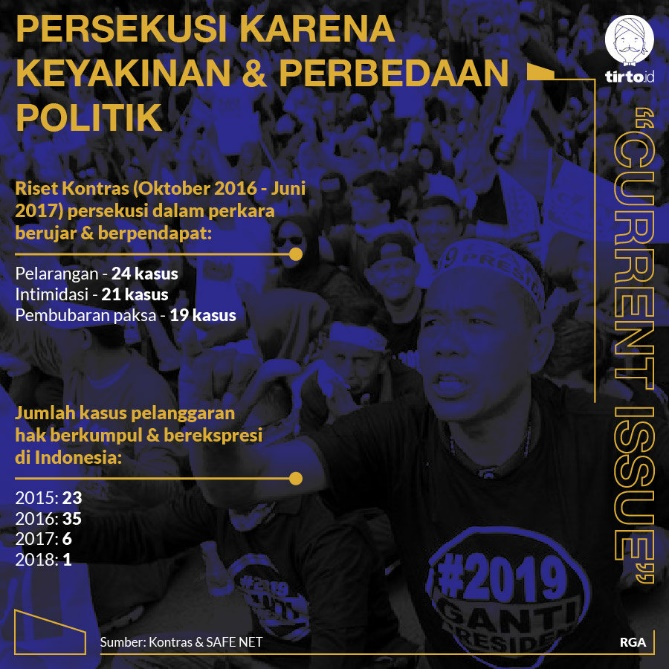 PERSEKUSI KARENA
KEYAKINAN & PERBEDAAN
POLITIK
tirto.id
"CURRENT ISSUE"
Riset Kontras (Oktober 2016 - Juni
2017) persekusi dalam perkara
berujar & berpendapat:
Pelarangan - 24 kasus
Intimidasi - 21 kasus
Pembubaran paksa - 19 kasus
Jumlah kasus pelanggaran
hak berkumpul & berekspresi
di Indonesia:
2015: 23
2016: 35
2017: 6
2018: 1
#2019
GANTI
PRESIDEN
Sumber: Kontras & SAFE NET
RGA